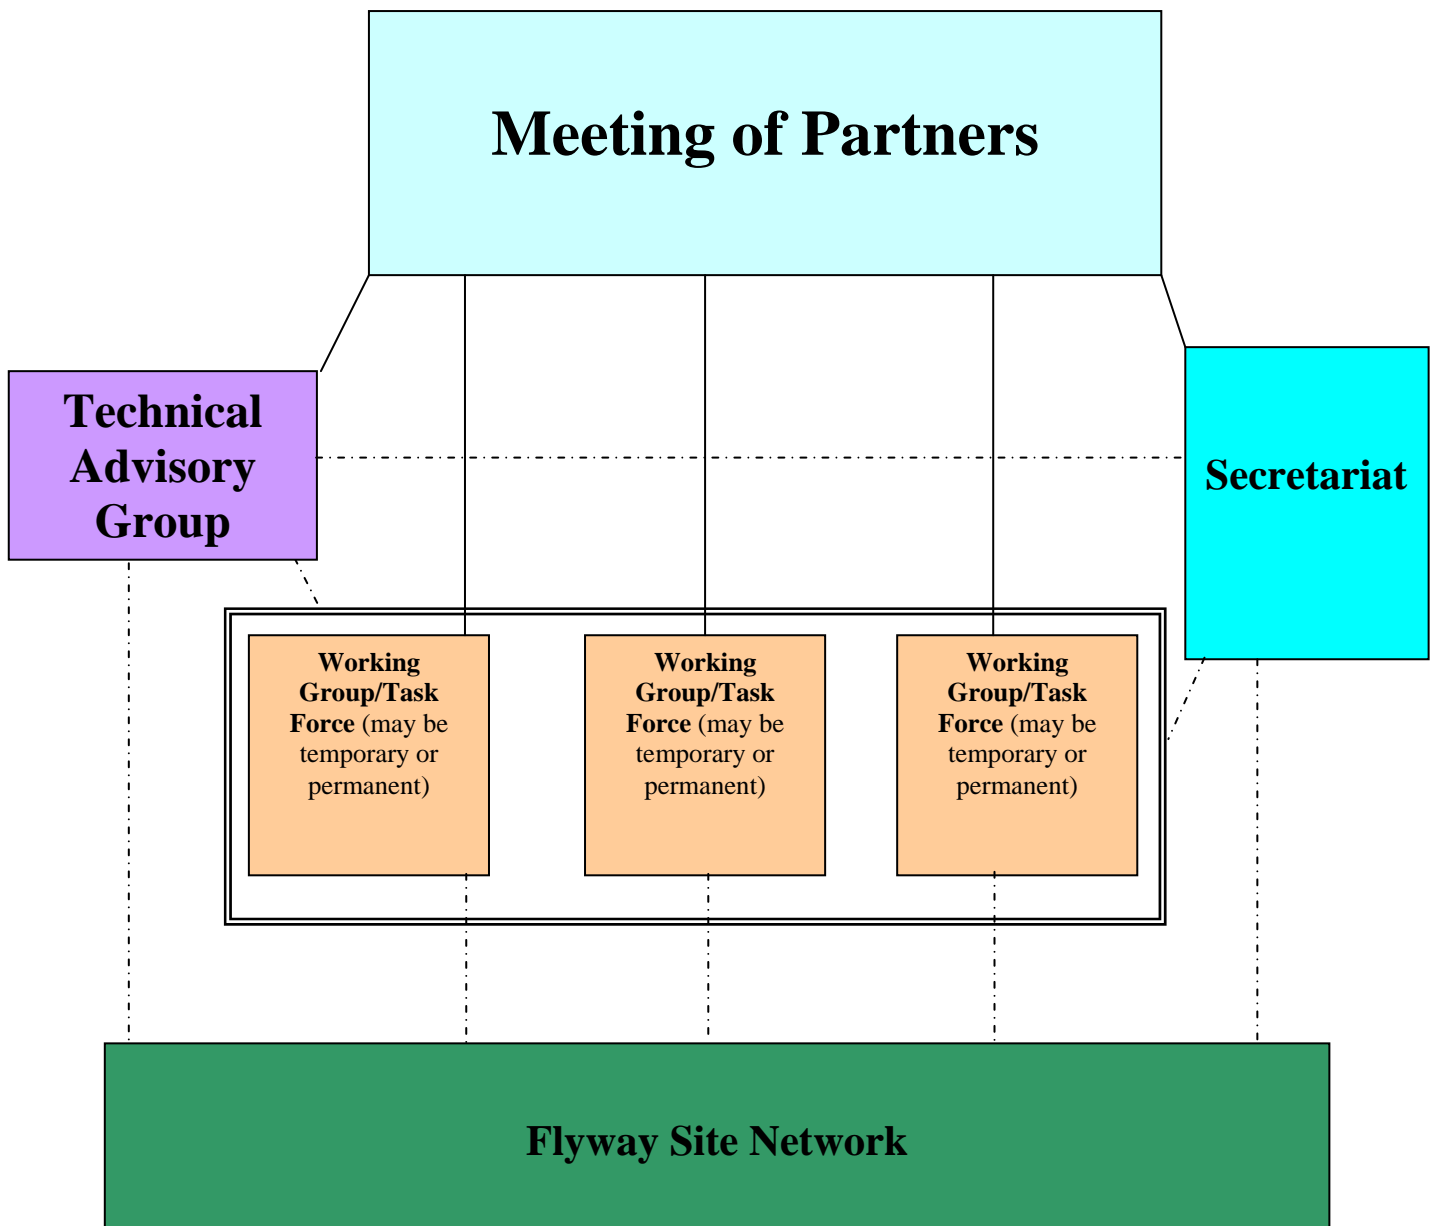 Meeting of Partners
Technical
Advisory
Group
Secretariat
Working
Group/Task
Force (may be
temporary or
permanent)
Working
Group/Task
Force (may be
temporary or
permanent)
Working
Group/Task
Force (may be
temporary or
permanent)
Flyway Site Network